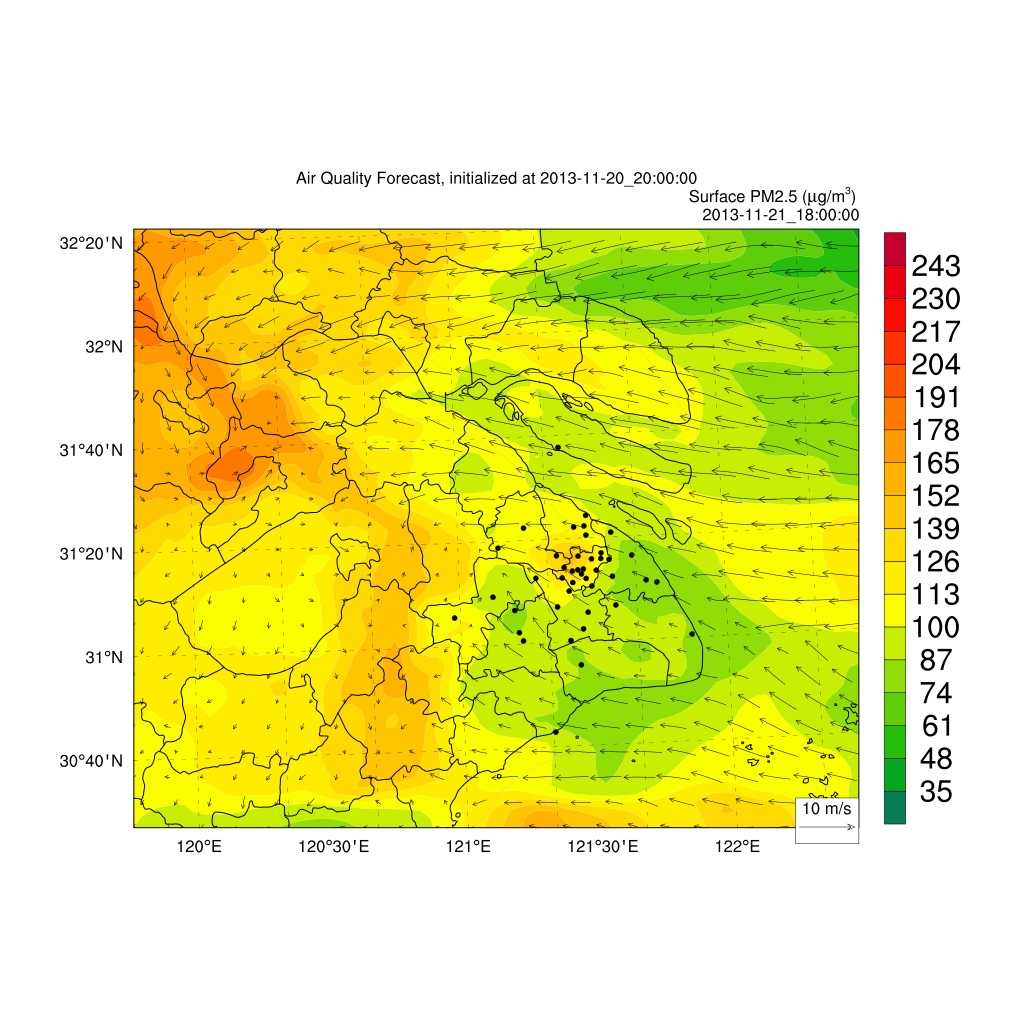 Air Quality Forecast, initialized at 2013-11-20_20:00:00
Surface PM2.5 (μg/m³)
2013-11-21_18:00:00
32°20'N
32°N
31°40'N
31°20'N
31°N
30°40'N
120°E
120°30'E
121°E
121°30'E
122°E
10 m/s
243
230
217
204
191
178
165
152
139
126
113
100
87
74
61
48
35